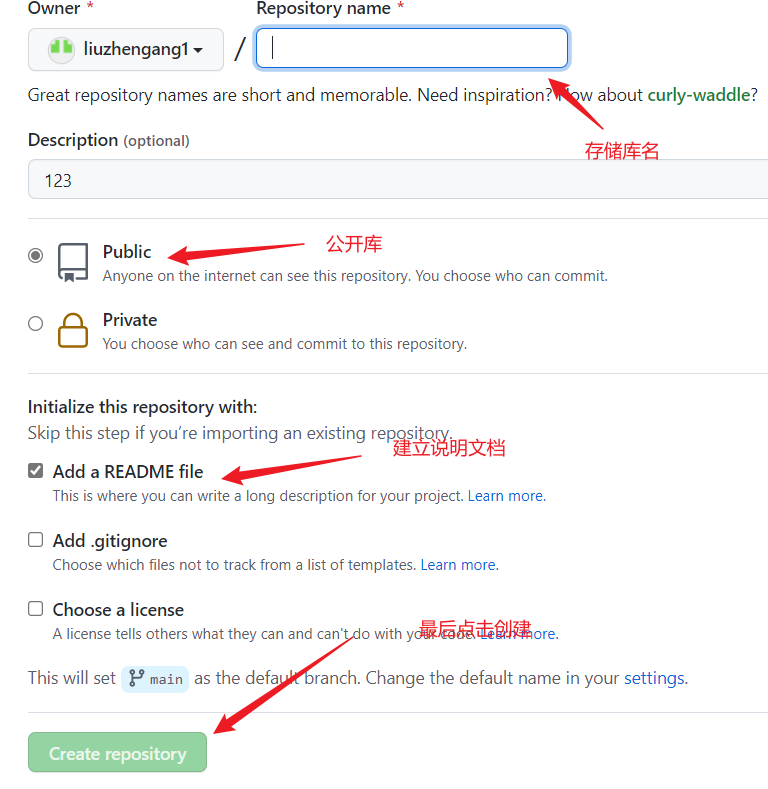 Owner * Repository name *
liuzhengang1 /
Great repository names are short and memorable. Need inspiration? How about curly-waddle?
存储库名
Description (optional)
123
Public 公开库
Anyone on the internet can see this repository. You choose who can commit.
Private
You choose who can see and commit to this repository.
Initialize this repository with:
Skip this step if you're importing an existing repository.
建立说明文档
Add a README file
This is where you can write a long description for your project. Learn more.
Add .gitignore
Choose which files not to track from a list of templates. Learn more.
Choose a license
最后点击创建
A license tells others what they can and can't do with your code. Learn more.
This will set main as the default branch. Change the default name in your settings.
Create repository